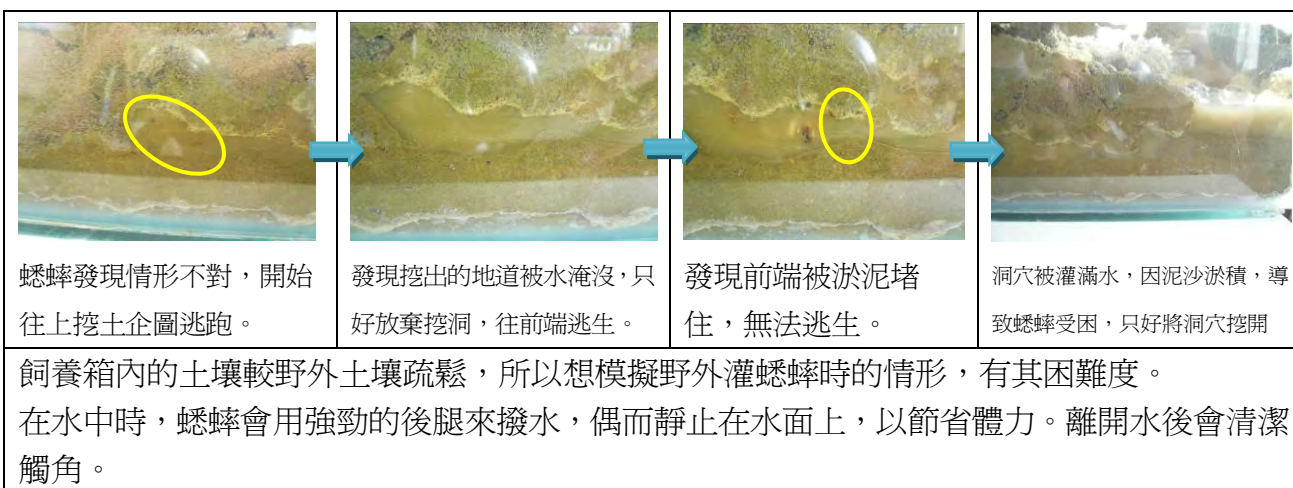 蟋蟀發現情形不對，開始
往上挖土企圖逃跑。
發現挖出的地道被水淹沒，只
好放棄挖洞，往前端逃生。
發現前端被淤泥堵
住，無法逃生。
洞穴被灌滿水，因泥沙淤積，導
致蟋蟀受困，只好將洞穴挖開
飼養箱內的土壤較野外土壤疏鬆，所以想模擬野外灌蟋蟀時的情形，有其困難度。
在水中時，蟋蟀會用強勁的後腿來撥水，偶而靜止在水面上，以節省體力。離開水後會清潔
觸角。